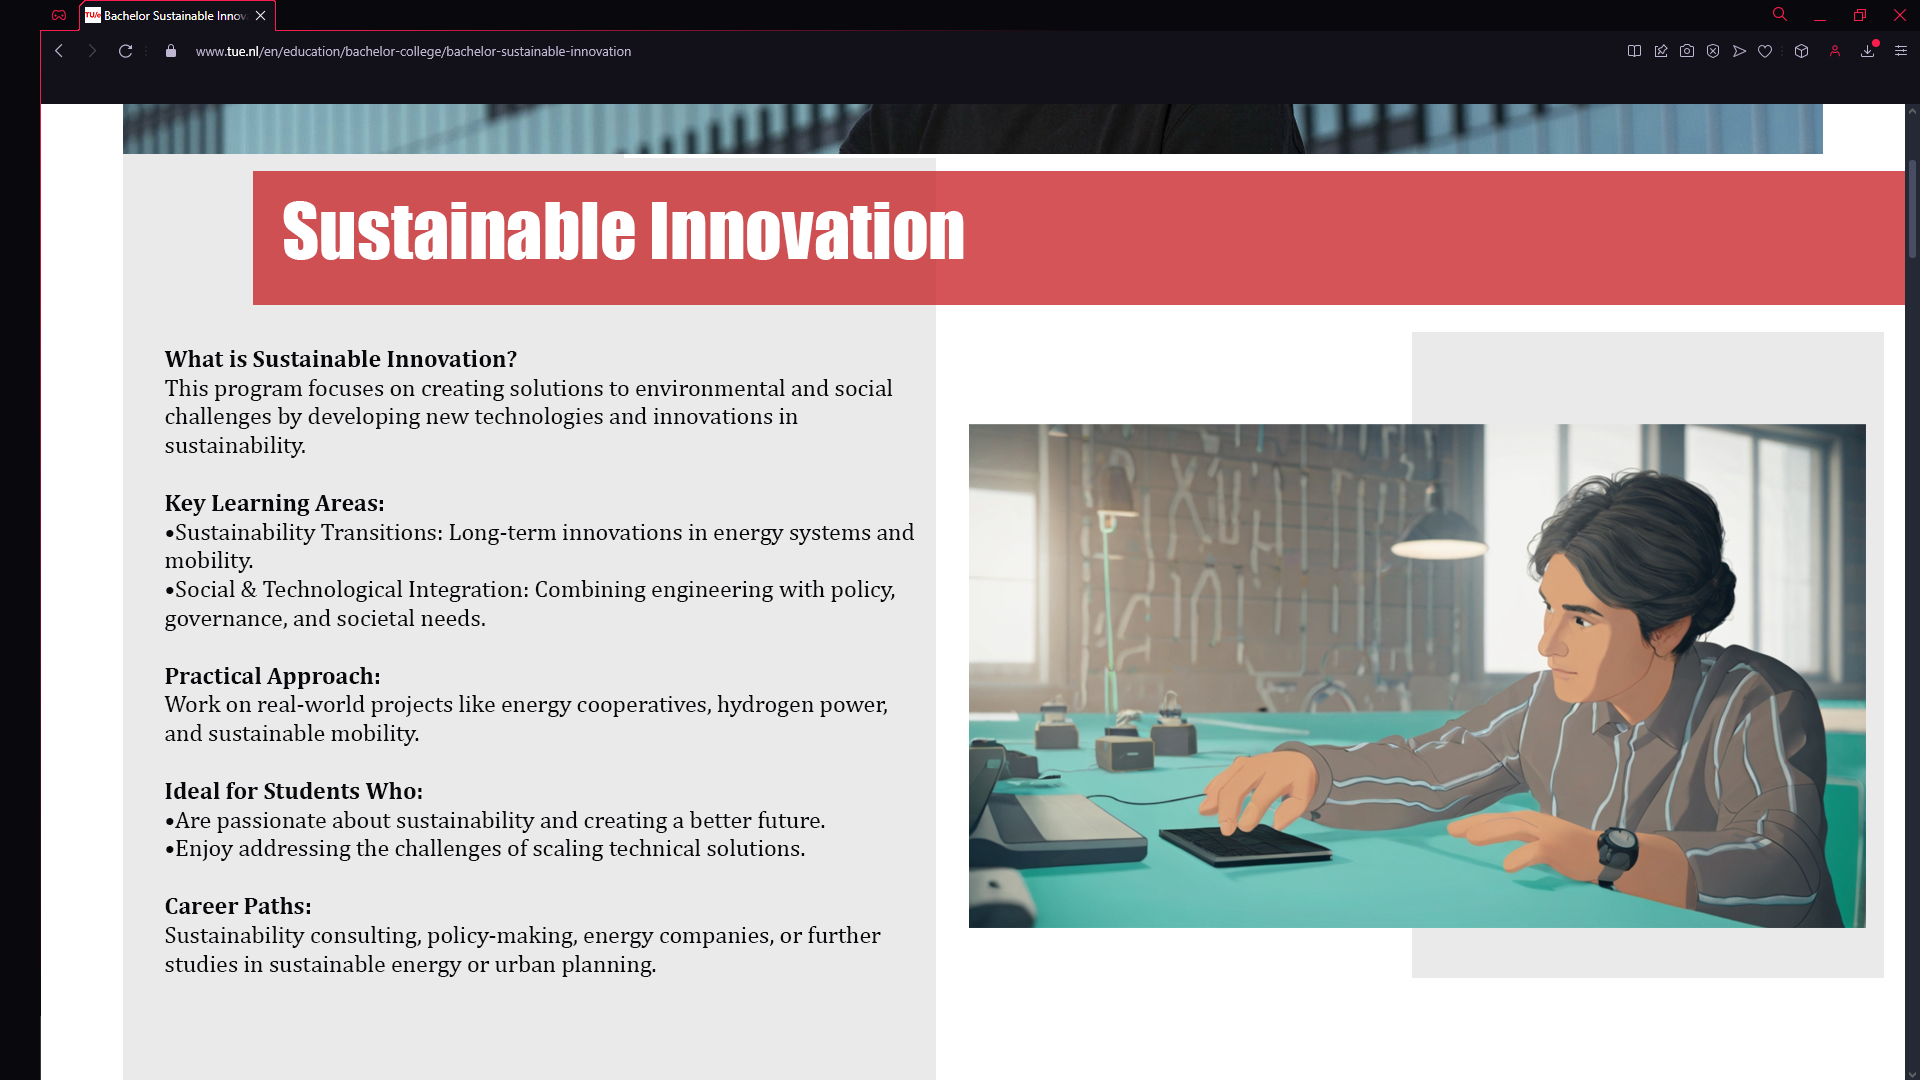 TU/e Bachelor Sustainable Innov
www.tue.nl/en/education/bachelor-college/bachelor-sustainable-innovation
Sustainable Innovation
What is Sustainable Innovation?
This program focuses on creating solutions to environmental and social
challenges by developing new technologies and innovations in
sustainability.
Key Learning Areas:
•Sustainability Transitions: Long-term innovations in energy systems and
mobility.
•Social & Technological Integration: Combining engineering with policy,
governance, and societal needs.
Practical Approach:
Work on real-world projects like energy cooperatives, hydrogen power,
and sustainable mobility.
Ideal for Students Who:
•Are passionate about sustainability and creating a better future.
•Enjoy addressing the challenges of scaling technical solutions.
Career Paths:
Sustainability consulting, policy-making, energy companies, or further
studies in sustainable energy or urban planning.